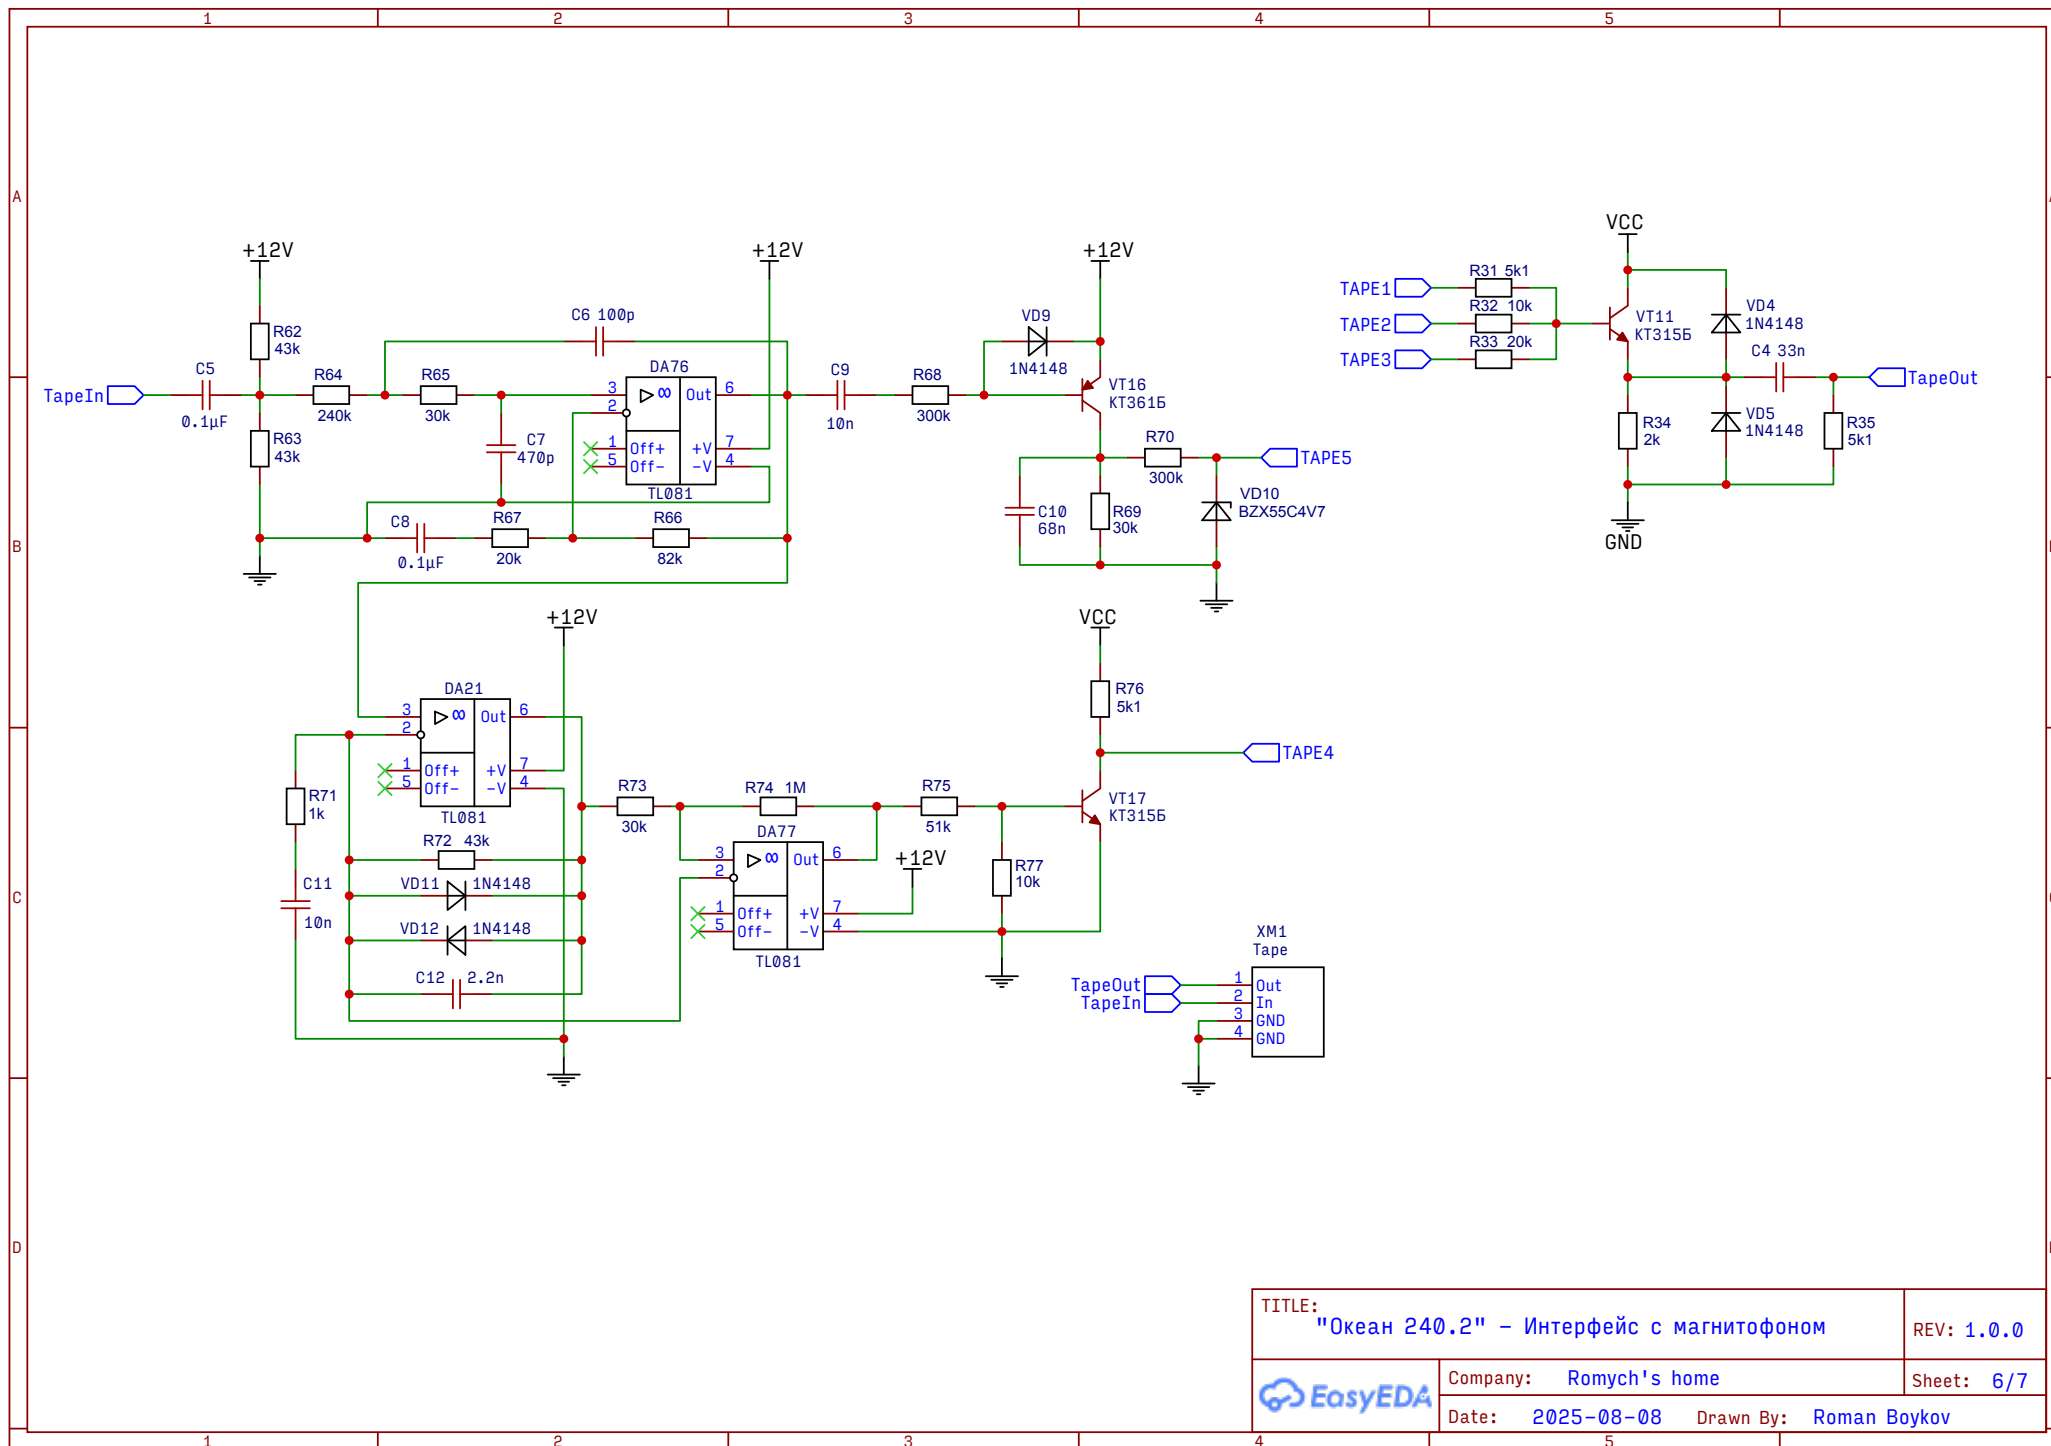 1 2 3 4 5
A
B
C
D
+12V
+12V
+12V
VCC
R62
43k
C6 100p
DA76
C5
0.1µF
TapeIn
R64
240k
R65
30k
R63
43k
C7
470p
3
2
1
5
∞
Out
Off+
Off-
+V
-V
6
7
4
TL081
C8
0.1µF
R67
20k
R66
82k
C9
10n
R68
300k
VD9
1N4148
VT16
КТ361Б
R70
300k
TAPE5
C10
68n
R69
30k
VD10
BZX55C4V7
TAPE1
TAPE2
TAPE3
R31 5k1
R32 10k
R33 20k
VT11
КТ315Б
VD4
1N4148
C4 33n
TapeOut
R34
2k
VD5
1N4148
R35
5k1
GND
+12V
DA21
3
2
1
5
∞
Out
Off+
Off-
+V
-V
6
7
4
TL081
R71
1k
C11
10n
R72 43k
VD11 1N4148
VD12 1N4148
C12 2.2n
R73
30k
R74 1M
DA77
3
2
1
5
∞
Out
Off+
Off-
+V
-V
6
7
4
TL081
+12V
R75
51k
R77
10k
VCC
R76
5k1
TAPE4
VT17
КТ315Б
XM1
Tape
TapeOut
TapeIn
1 Out
2 In
3 GND
4 GND
TITLE:
"Океан 240.2" – Интерфейс с магнитофоном
REV: 1.0.0
EasyEDA
Company: Romych's home
Sheet: 6/7
Date: 2025-08-08 Drawn By: Roman Boykov
1 2 3 4 5